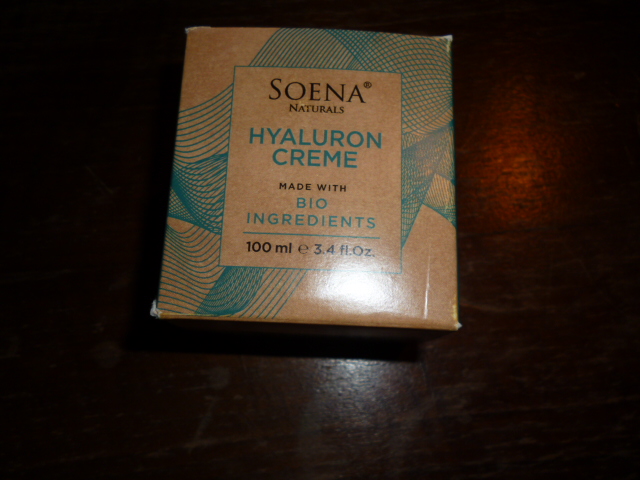 SOENA®
NATURALS
HYALURON
CREME
MADE WITH
BIO
INGREDIENTS
100 ml ℮ 3.4 fl.Oz.